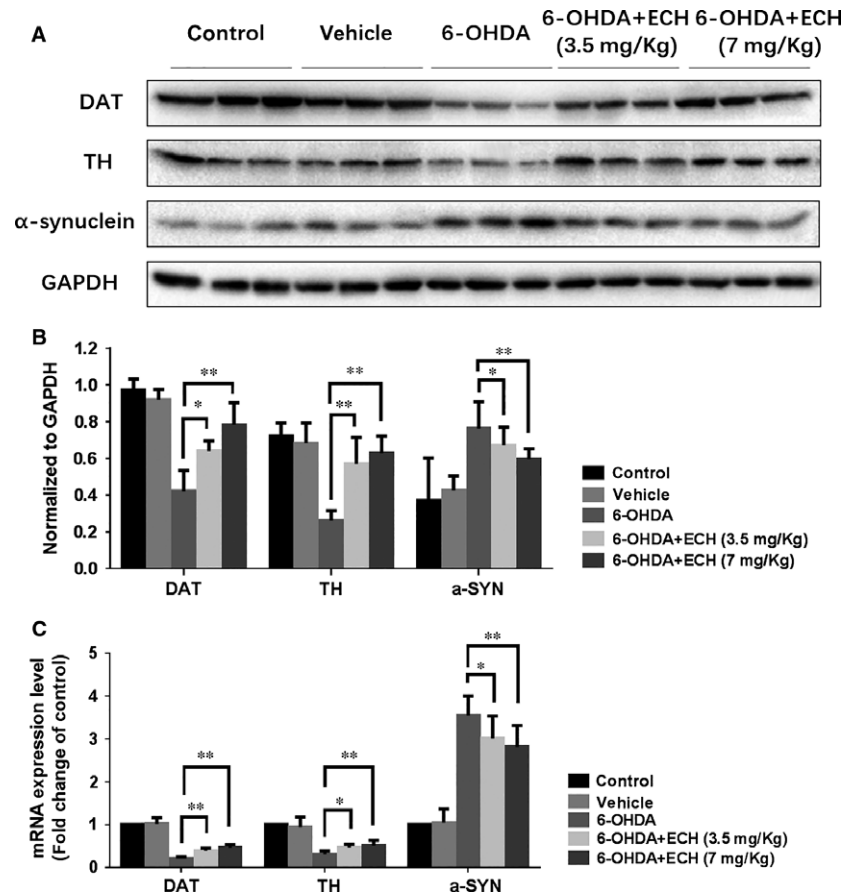 A
Control Vehicle 6-OHDA 6-OHDA+ECH (3.5 mg/Kg) 6-OHDA+ECH (7 mg/Kg)
DAT
TH
α-synuclein
GAPDH
B
Normalized to GAPDH
1.2
1.0
0.8
0.6
0.4
0.2
0.0
** * ** ** ** *
DAT TH a-SYN
Control
Vehicle
6-OHDA
6-OHDA+ECH (3.5 mg/Kg)
6-OHDA+ECH (7 mg/Kg)
C
mRNA expression level
(Fold change of control)
5
4
3
2
1
0
** ** ** * ** *
DAT TH a-SYN
Control
Vehicle
6-OHDA
6-OHDA+ECH (3.5 mg/Kg)
6-OHDA+ECH (7 mg/Kg)